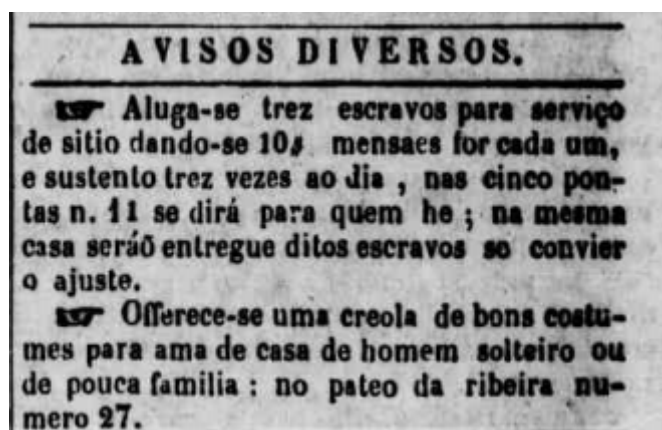 AVISOS DIVERSOS.
☞ Aluga-se trez escravos para serviço
de sitio dando-se 10$ mensaes for cada um,
e sustento trez vezes ao dia , nas cinco pon-
tas n. 11 se dirá para quem he ; na mesma
casa seráõ entregue ditos escravos se convier
o ajuste.
☞ Offerece-se uma creola de bons costu-
mes para ama de casa de homem solteiro ou
de pouca familia : no pateo da ribeira nu-
mero 27.